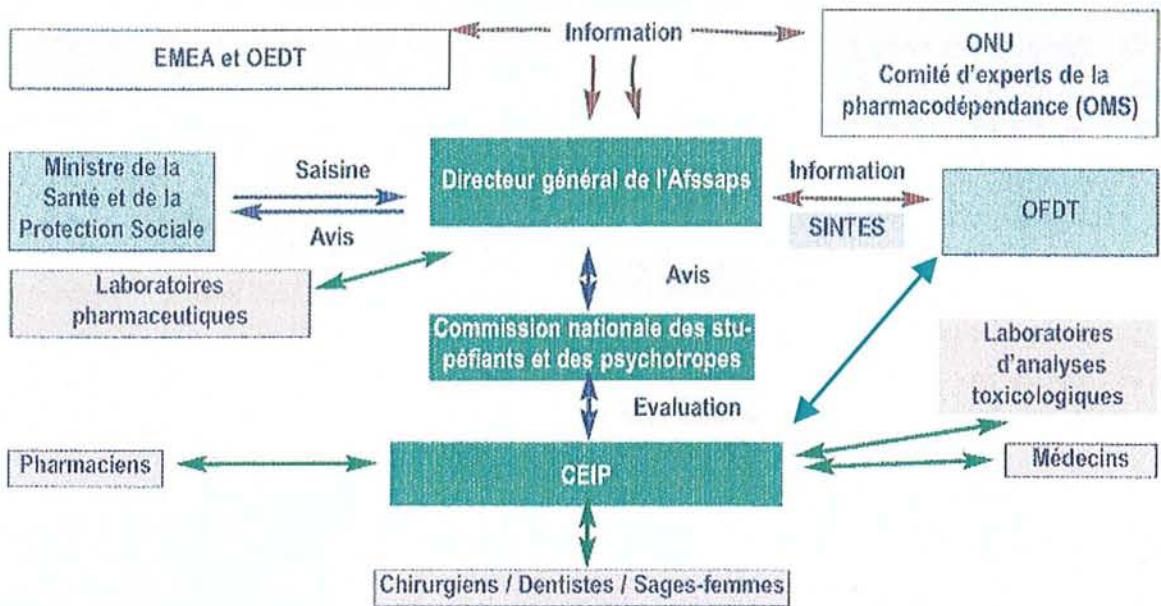 Information
EMEA et OEDT
ONU
Comité d'experts de la
pharmacodépendance (OMS)
Ministre de la
Santé et de la
Protection Sociale
Saisine
Avis
Directeur général de l'Afssaps
Information
SINTES
OFDT
Laboratoires
pharmaceutiques
Avis
Commission nationale des stu-
péfiants et des psychotropes
Laboratoires
d'analyses
toxicologiques
Evaluation
Pharmaciens
CEIP
Médecins
Chirurgiens / Dentistes / Sages-femmes